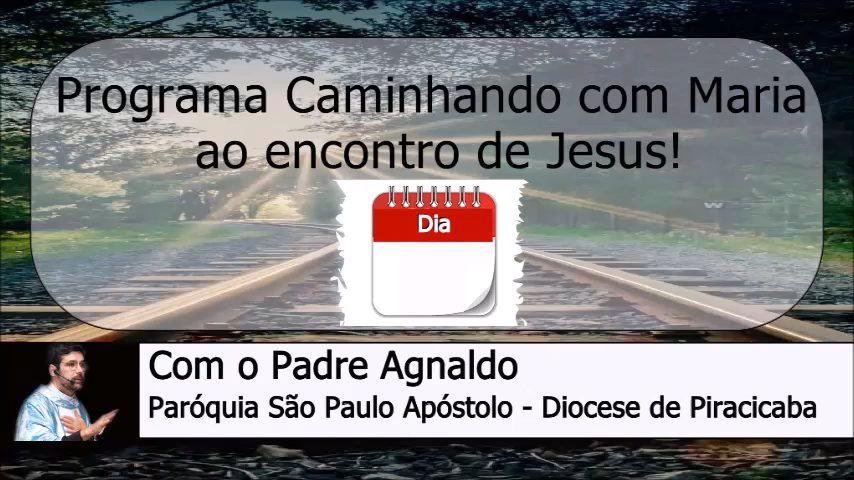 Programa Caminhando com Maria
ao encontro de Jesus!
Dia
Com o Padre Agnaldo
Paróquia São Paulo Apóstolo - Diocese de Piracicaba